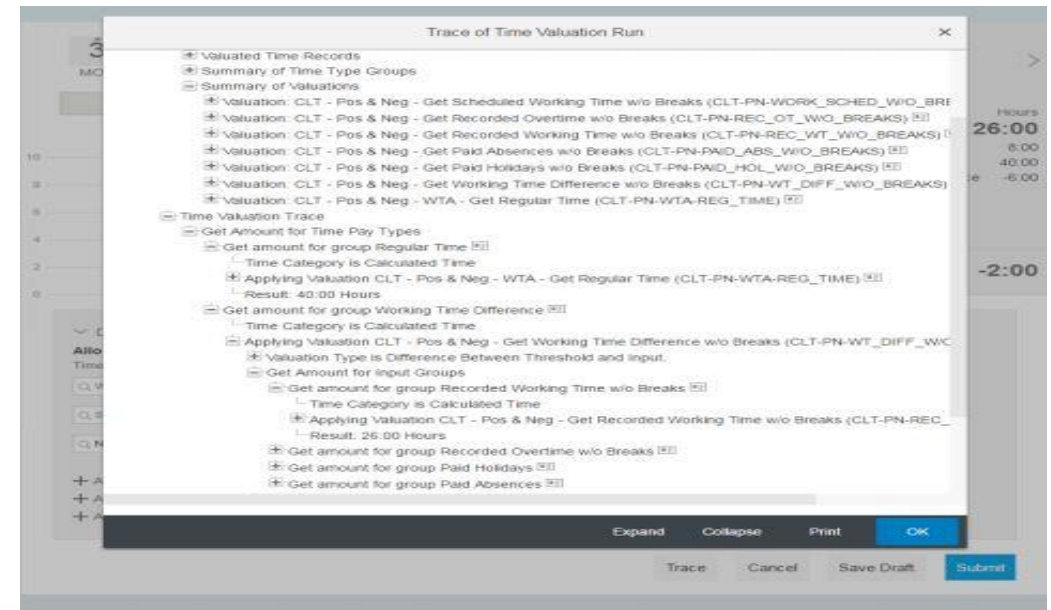 Trace of Time Valuation Run
×
Valuated Time Records
Summary of Time Type Groups
Summary of Valuations
Valuation: CLT - Pos & Neg - Get Scheduled Working Time w/o Breaks (CLT-PN-WORK_SCHED_W/O_BRE
Valuation: CLT - Pos & Neg - Get Recorded Overtime w/o Breaks (CLT-PN-REC_OT_W/O_BREAKS)
Valuation: CLT - Pos & Neg - Get Recorded Working Time w/o Breaks (CLT-PN-REC_WT_W/O_BREAKS)
Valuation: CLT - Pos & Neg - Get Paid Absences w/o Breaks (CLT-PN-PAID_ABS_W/O_BREAKS)
Valuation: CLT - Pos & Neg - Get Paid Holidays w/o Breaks (CLT-PN-PAID_HOL_W/O_BREAKS)
Valuation: CLT - Pos & Neg - Get Working Time Difference w/o Breaks (CLT-PN-WT_DIFF_W/O_BREAKS)
Valuation: CLT - Pos & Neg - WTA - Get Regular Time (CLT-PN-WTA-REG_TIME)
Time Valuation Trace
Get Amount for Time Pay Types
Get amount for group Regular Time
Time Category is Calculated Time
Applying Valuation CLT - Pos & Neg - WTA - Get Regular Time (CLT-PN-WTA-REG_TIME)
Result: 40:00 Hours
Get amount for group Working Time Difference
Time Category is Calculated Time
Applying Valuation CLT - Pos & Neg - Get Working Time Difference w/o Breaks (CLT-PN-WT_DIFF_W/O
Valuation Type is Difference Between Threshold and Input.
Get Amount for Input Groups
Get amount for group Recorded Working Time w/o Breaks
Time Category is Calculated Time
Applying Valuation CLT - Pos & Neg - Get Recorded Working Time w/o Breaks (CLT-PN-REC_
Result: 26:00 Hours
Get amount for group Recorded Overtime w/o Breaks
Get amount for group Paid Holidays
Get amount for group Paid Absences
Expand Collapse Print OK
Trace Cancel Save Draft Submit
3
MO
10
8
6
4
2
0
Allo
Time
Hours
26:00
8:00
40:00
-6:00
-2:00